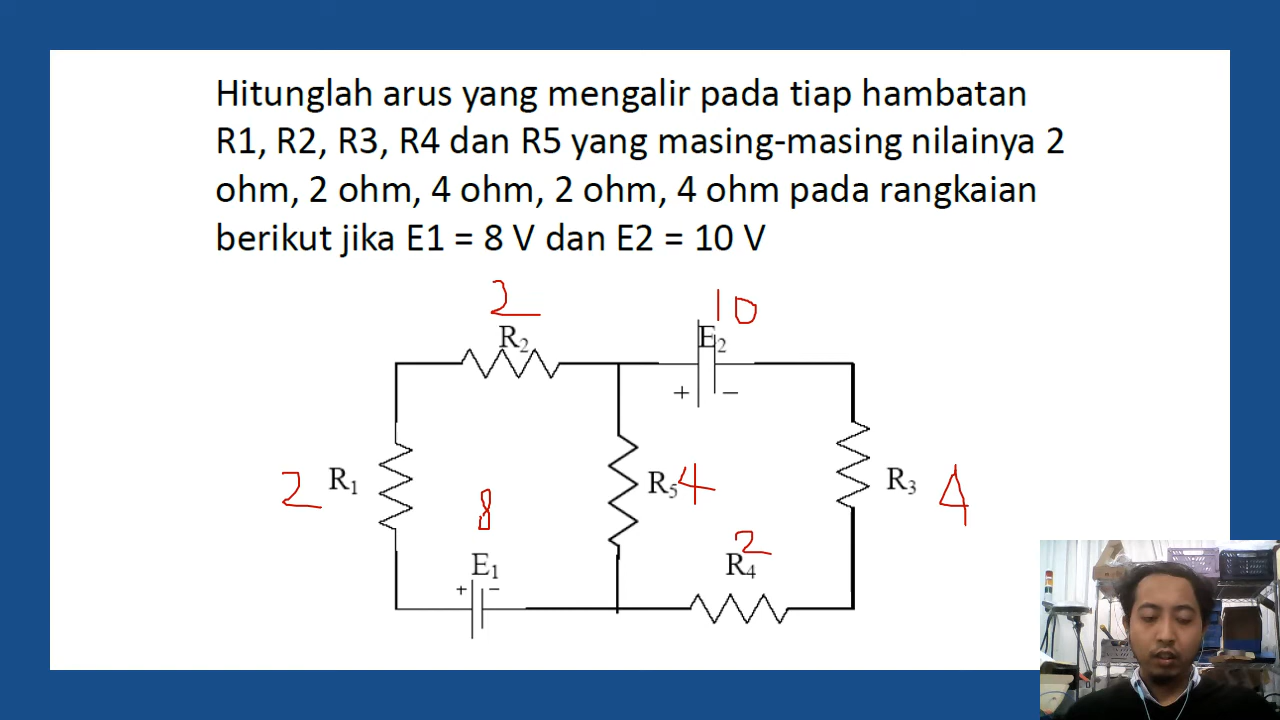 Hitunglah arus yang mengalir pada tiap hambatan
R1, R2, R3, R4 dan R5 yang masing-masing nilainya 2
ohm, 2 ohm, 4 ohm, 2 ohm, 4 ohm pada rangkaian
berikut jika E1 = 8 V dan E2 = 10 V
2
10
R₂
E₂
+ −
2 R₁
8
R₅ 4
R₃ 4
2
E₁
R₄
+ −